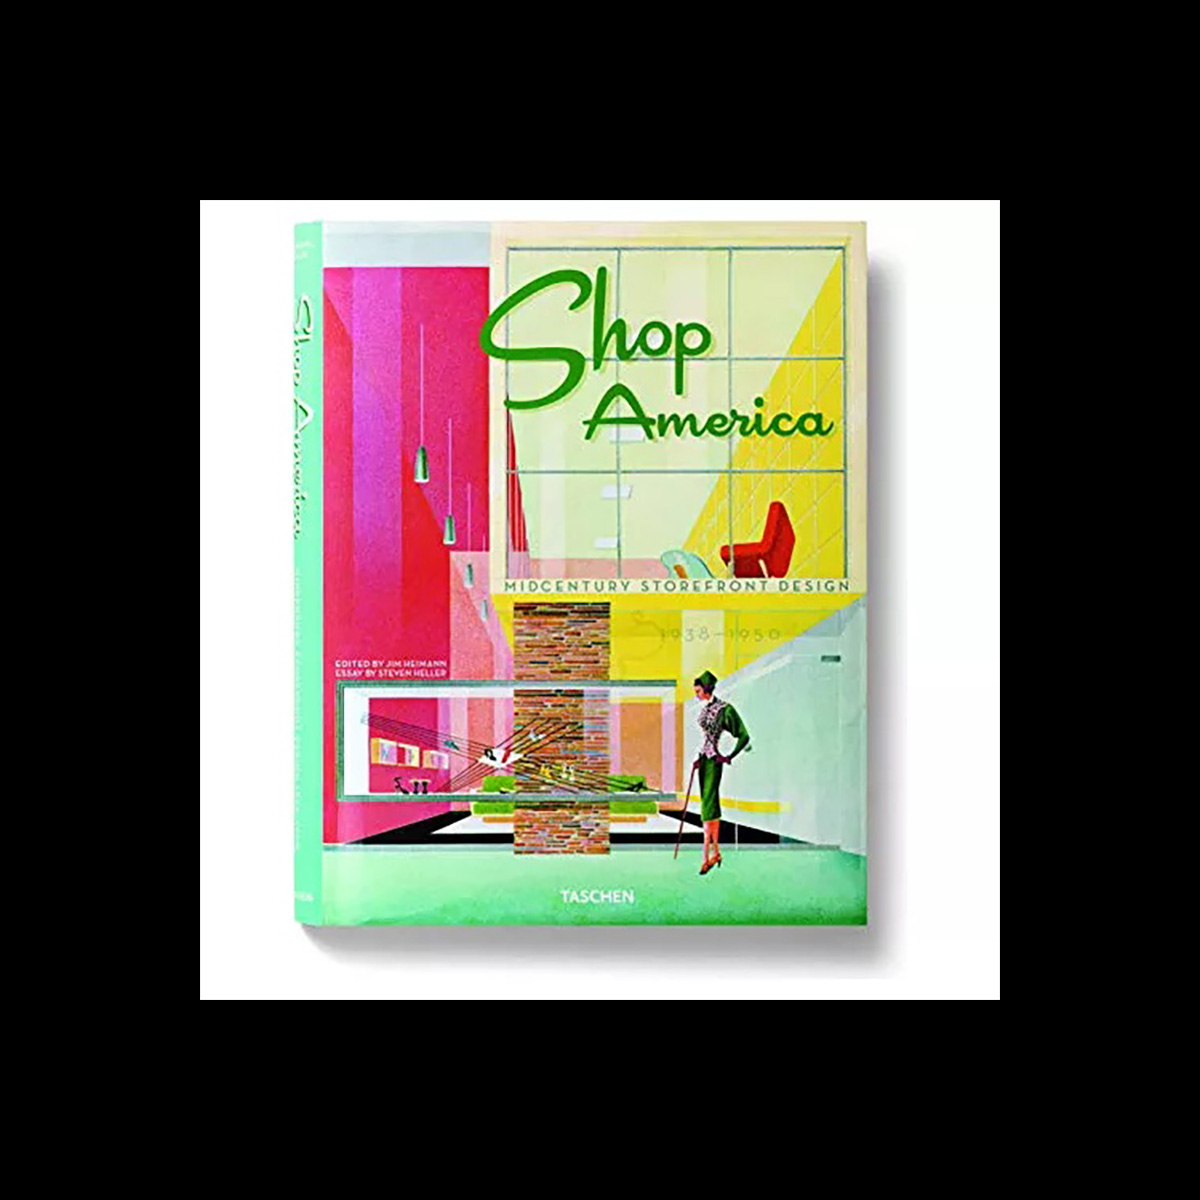 Shop
America
MIDCENTURY STOREFRONT DESIGN
1938–1950
EDITED BY JIM HEIMANN
ESSAY BY STEVEN HELLER
TASCHEN
Shop America